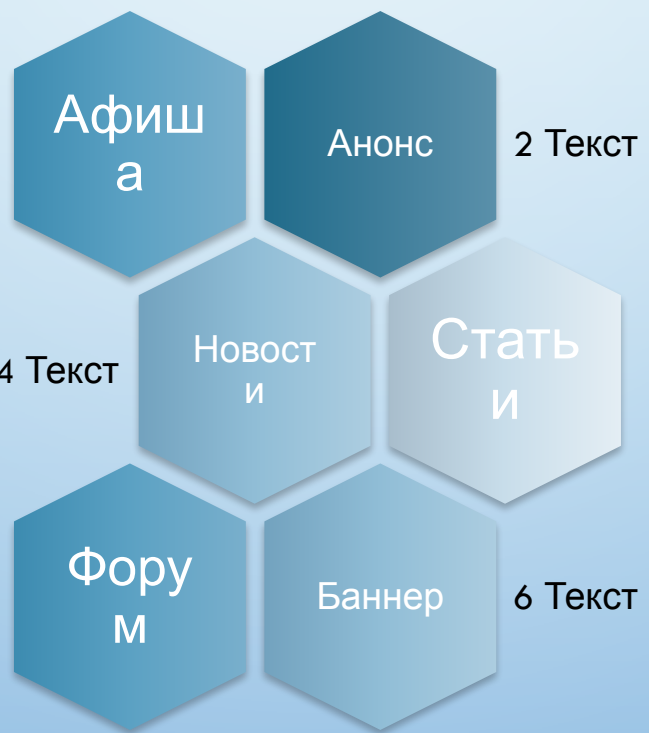 Афиш
а
Анонс
2 Текст
4 Текст
Новост
и
Стать
и
Фору
м
Баннер
6 Текст